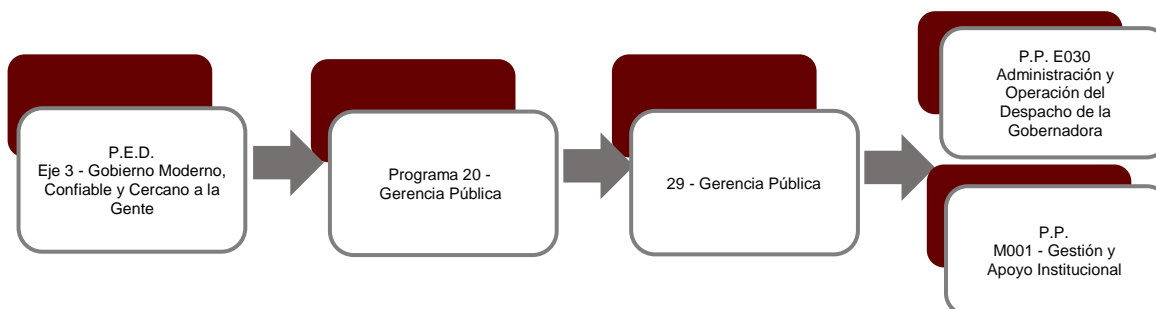 P.E.D.
Eje 3 - Gobierno Moderno,
Confiable y Cercano a la
Gente
Programa 20 -
Gerencia Pública
29 - Gerencia Pública
P.P. E030
Administración y
Operación del
Despacho de la
Gobernadora
P.P.
M001 - Gestión y
Apoyo Institucional